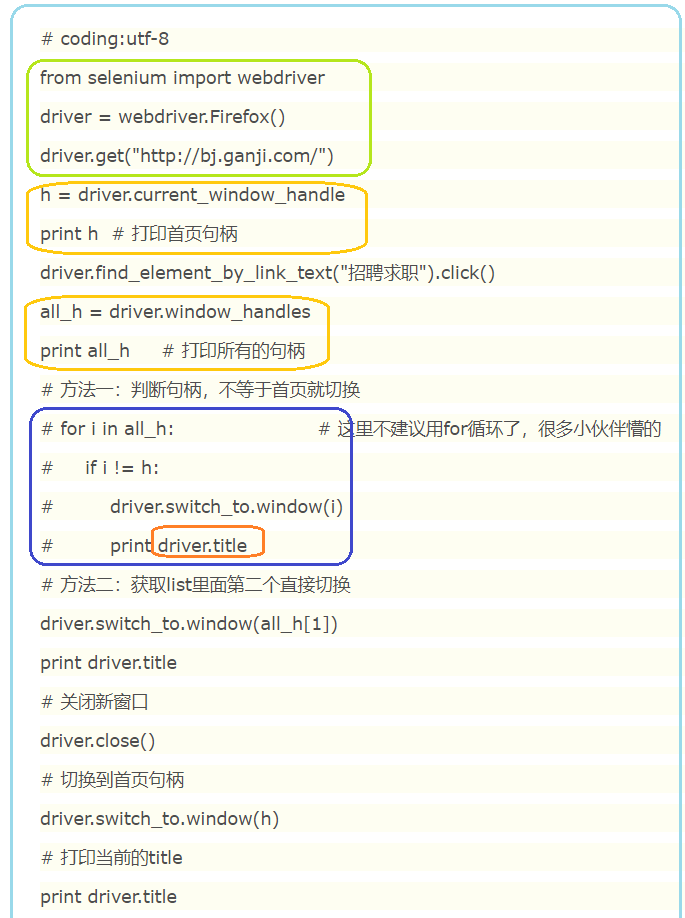 # coding:utf-8
from selenium import webdriver
driver = webdriver.Firefox()
driver.get("http://bj.ganji.com/")
h = driver.current_window_handle
print h  # 打印首页句柄
driver.find_element_by_link_text("招聘求职").click()
all_h = driver.window_handles
print all_h     # 打印所有的句柄
# 方法一：判断句柄，不等于首页就切换
# for i in all_h:                         # 这里不建议用for循环了，很多小伙伴懵的
#     if i != h:
#         driver.switch_to.window(i)
#         print driver.title
# 方法二：获取list里面第二个直接切换
driver.switch_to.window(all_h[1])
print driver.title
# 关闭新窗口
driver.close()
# 切换到首页句柄
driver.switch_to.window(h)
# 打印当前的title
print driver.title